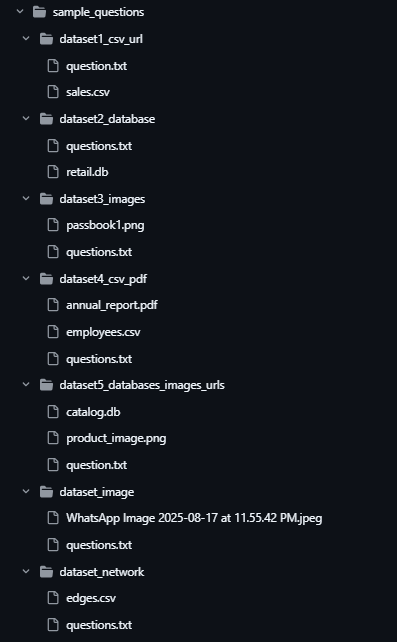 sample_questions
dataset1_csv_url
question.txt
sales.csv
dataset2_database
questions.txt
retail.db
dataset3_images
passbook1.png
questions.txt
dataset4_csv_pdf
annual_report.pdf
employees.csv
questions.txt
dataset5_databases_images_urls
catalog.db
product_image.png
question.txt
dataset_image
WhatsApp Image 2025-08-17 at 11.55.42 PM.jpeg
questions.txt
dataset_network
edges.csv
questions.txt